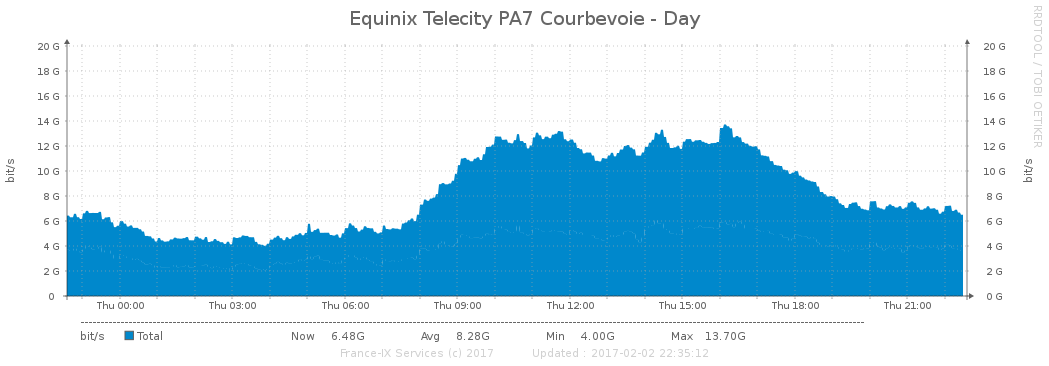 Equinix Telecity PA7 Courbevoie - Day
RRDTOOL / TOBI OETIKER
bit/s
bit/s
20 G 20 G
18 G 18 G
16 G 16 G
14 G 14 G
12 G 12 G
10 G 10 G
8 G 8 G
6 G 6 G
4 G 4 G
2 G 2 G
0 0 G
Thu 00:00 Thu 03:00 Thu 06:00 Thu 09:00 Thu 12:00 Thu 15:00 Thu 18:00 Thu 21:00
bit/s Total Now 6.48G Avg 8.28G Min 4.00G Max 13.70G
France-IX Services (c) 2017 Updated : 2017-02-02 22:35:12